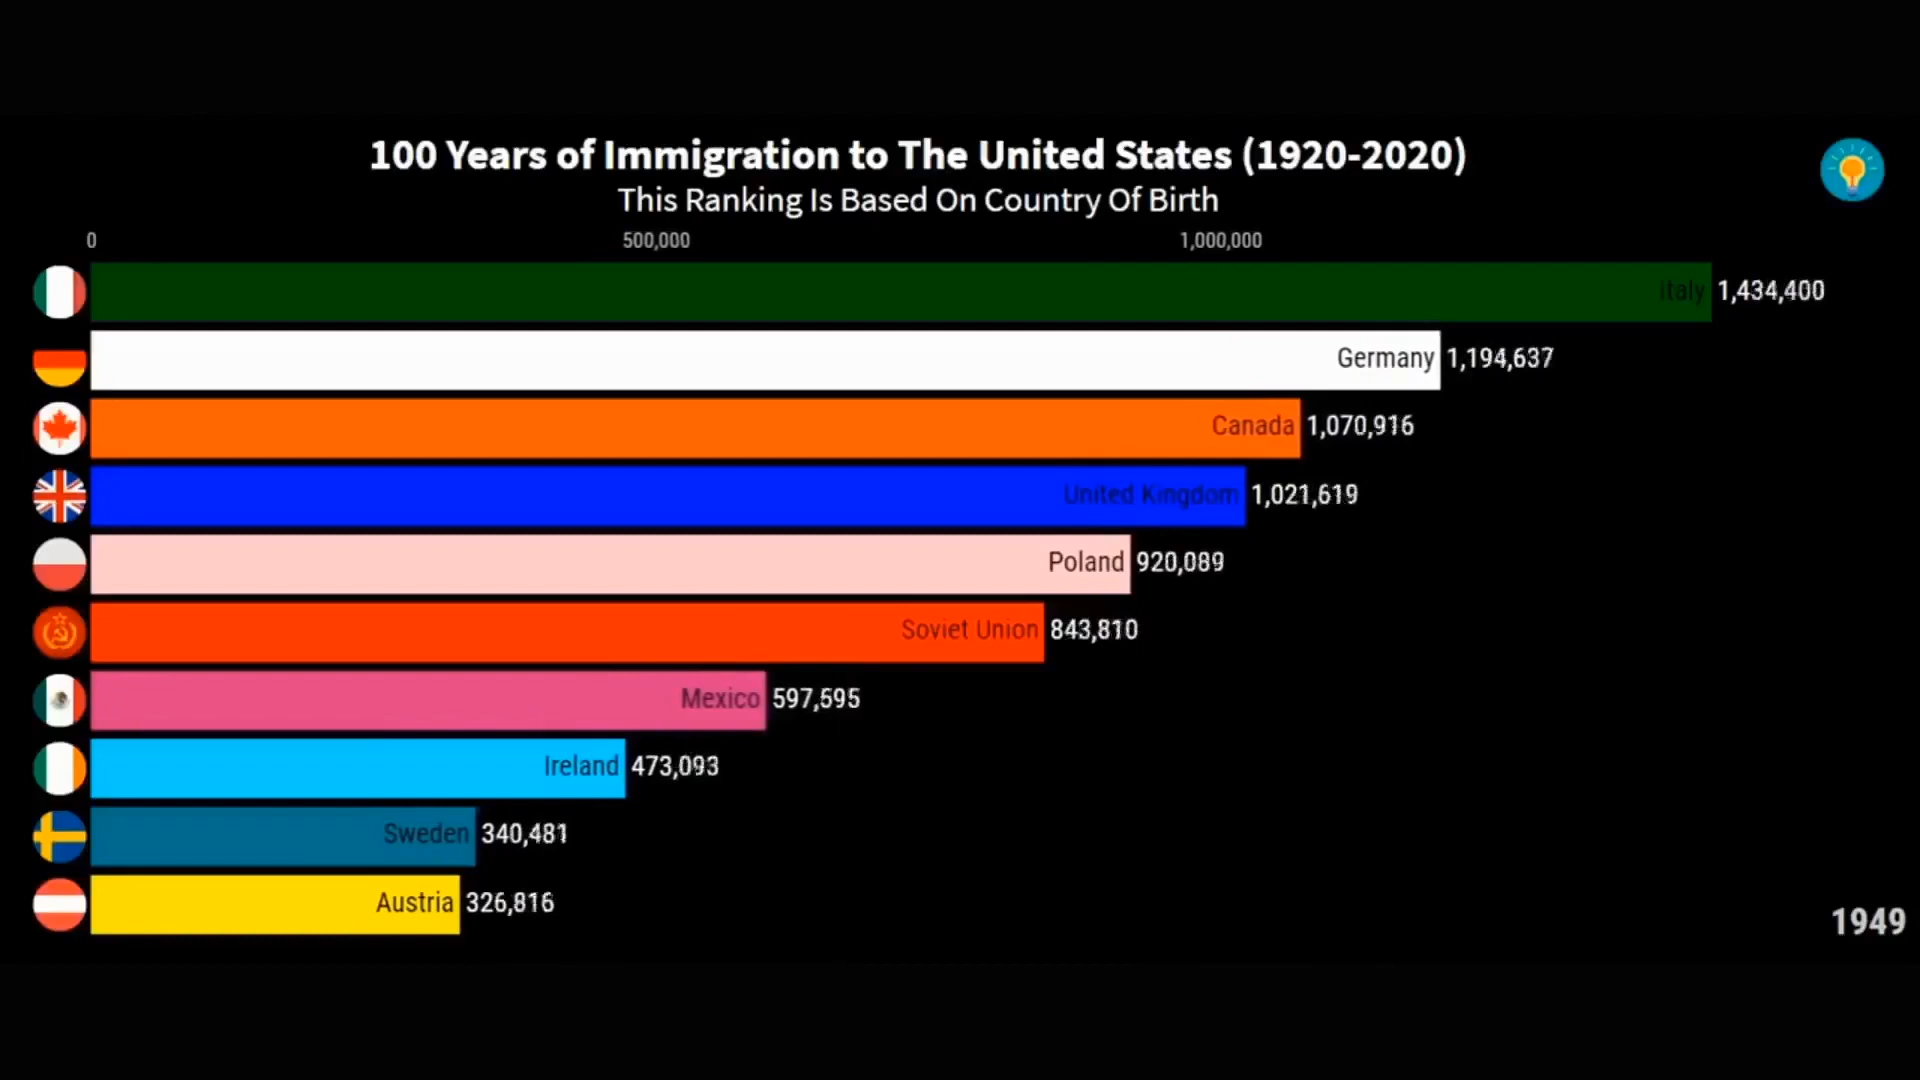 100 Years of Immigration to The United States (1920-2020)
This Ranking Is Based On Country Of Birth
0 500,000 1,000,000
Italy 1,434,400
Germany 1,194,637
Canada 1,070,916
United Kingdom 1,021,619
Poland 920,089
Soviet Union 843,810
Mexico 597,595
Ireland 473,093
Sweden 340,481
Austria 326,816
1949